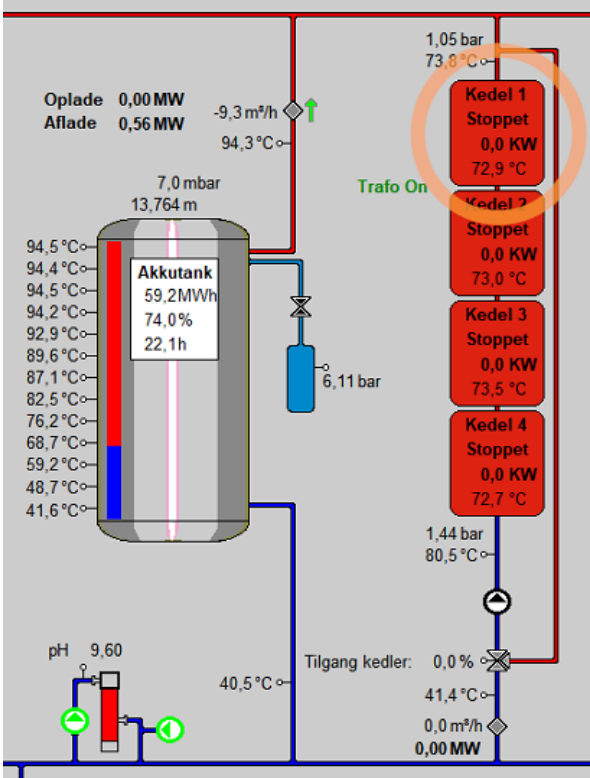 1,05 bar
73,8 °C
Oplade 0,00 MW
Aflade 0,56 MW
-9,3 m³/h
94,3 °C
Kedel 1
Stoppet
0,0 KW
72,9 °C
Trafo On
7,0 mbar
13,764 m
Kedel 2
Stoppet
0,0 KW
73,0 °C
94,5 °C
94,4 °C
94,5 °C
94,2 °C
92,9 °C
89,6 °C
87,1 °C
82,5 °C
76,2 °C
68,7 °C
59,2 °C
48,7 °C
41,6 °C
Akkutank
59,2 MWh
74,0 %
22,1 h
6,11 bar
Kedel 3
Stoppet
0,0 KW
73,5 °C
Kedel 4
Stoppet
0,0 KW
72,7 °C
1,44 bar
80,5 °C
pH 9,60
Tilgang kedler: 0,0 %
40,5 °C
41,4 °C
0,0 m³/h
0,00 MW